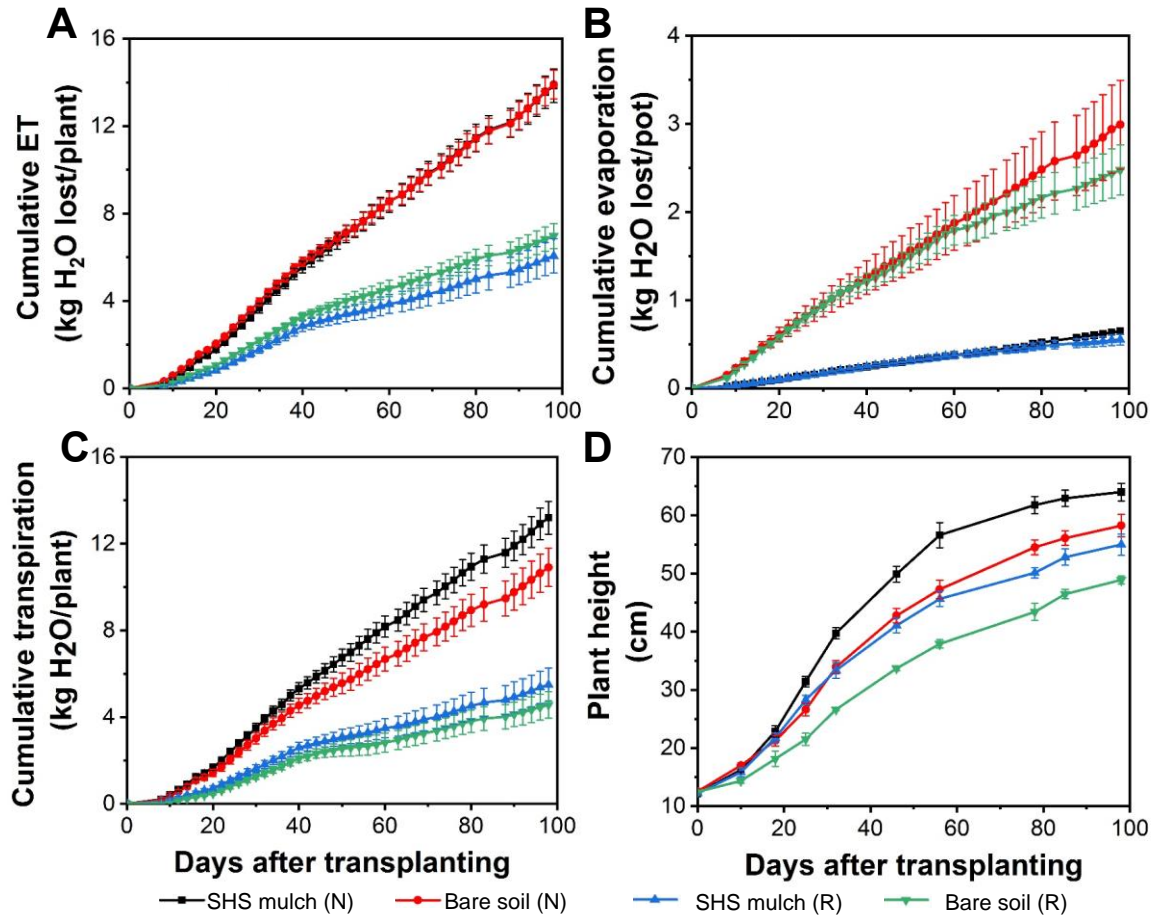 A
Cumulative ET
(kg H₂O lost/plant)
16
12
8
4
0
0 20 40 60 80 100
B
Cumulative evaporation
(kg H2O lost/pot)
4
3
2
1
0
0 20 40 60 80 100
C
Cumulative transpiration
(kg H2O/plant)
16
12
8
4
0
0 20 40 60 80 100
Days after transplanting
D
Plant height
(cm)
70
60
50
40
30
20
10
0 20 40 60 80 100
Days after transplanting
SHS mulch (N) Bare soil (N) SHS mulch (R) Bare soil (R)